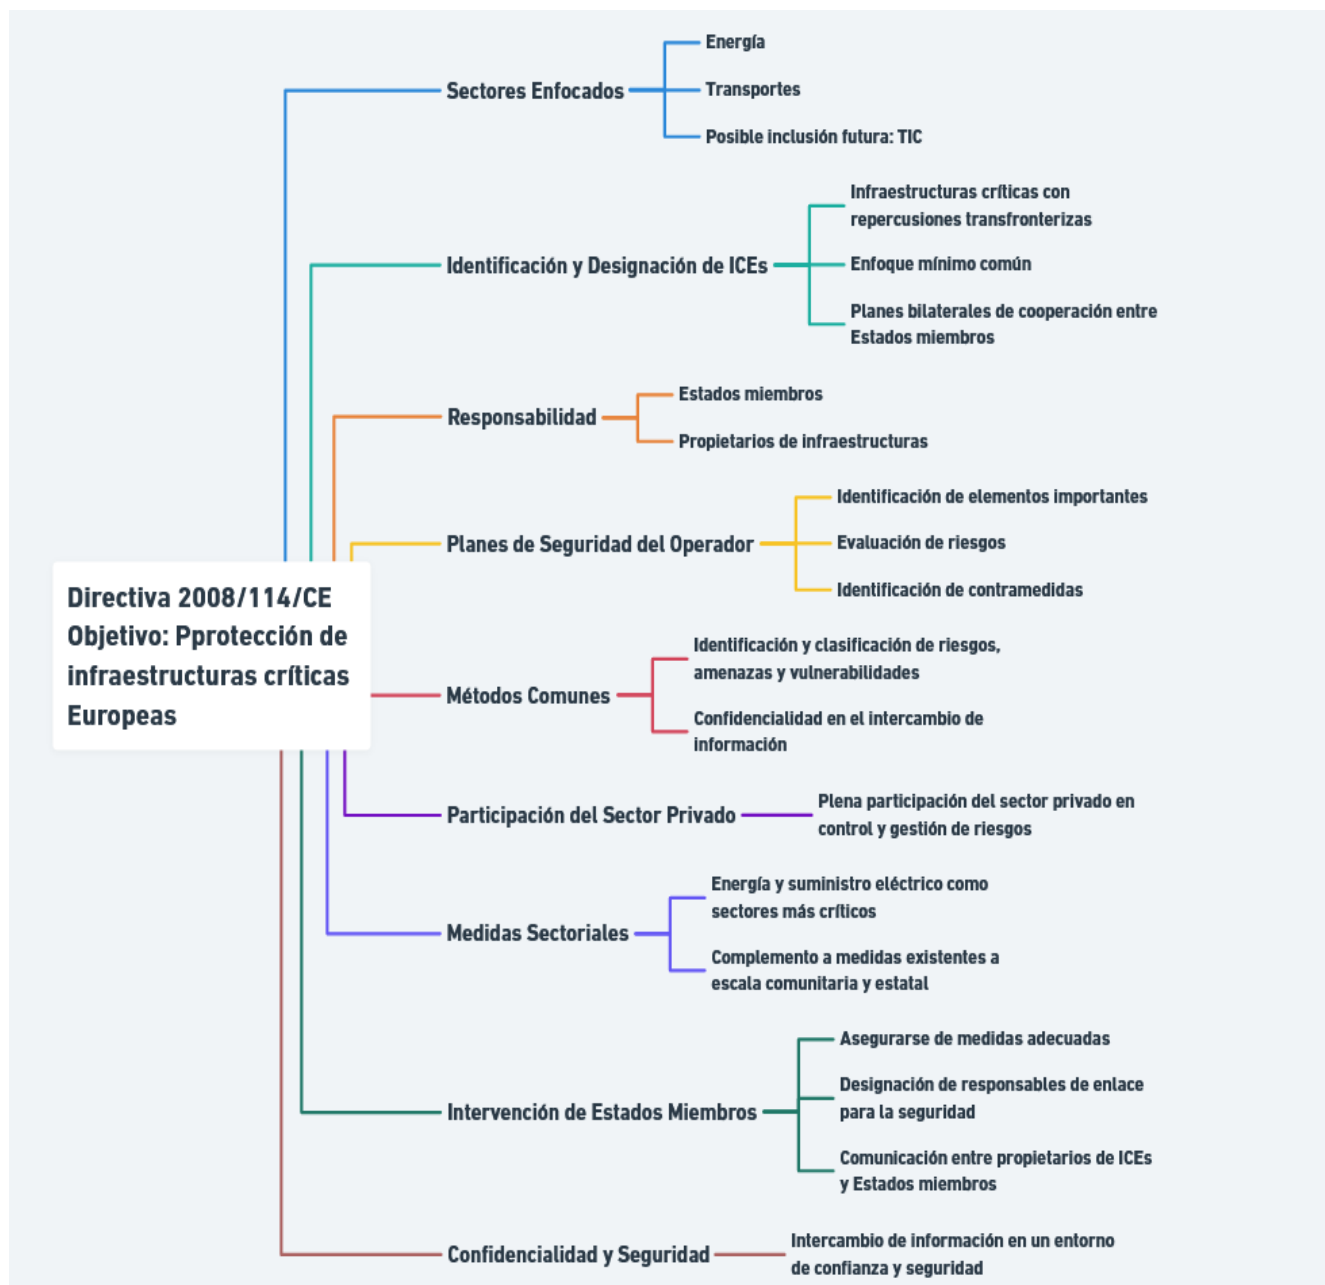 Energía
Sectores Enfocados
Transportes
Posible inclusión futura: TIC
Infraestructuras críticas con
repercusiones transfronterizas
Identificación y Designación de ICEs
Enfoque mínimo común
Planes bilaterales de cooperación entre
Estados miembros
Estados miembros
Responsabilidad
Propietarios de infraestructuras
Identificación de elementos importantes
Planes de Seguridad del Operador
Evaluación de riesgos
Identificación de contramedidas
Directiva 2008/114/CE
Objetivo: Pprotección de
infraestructuras críticas
Europeas
Identificación y clasificación de riesgos,
amenazas y vulnerabilidades
Métodos Comunes
Confidencialidad en el intercambio de
información
Participación del Sector Privado
Plena participación del sector privado en
control y gestión de riesgos
Energía y suministro eléctrico como
sectores más críticos
Medidas Sectoriales
Complemento a medidas existentes a
escala comunitaria y estatal
Asegurarse de medidas adecuadas
Designación de responsables de enlace
para la seguridad
Intervención de Estados Miembros
Comunicación entre propietarios de ICEs
y Estados miembros
Confidencialidad y Seguridad
Intercambio de información en un entorno
de confianza y seguridad